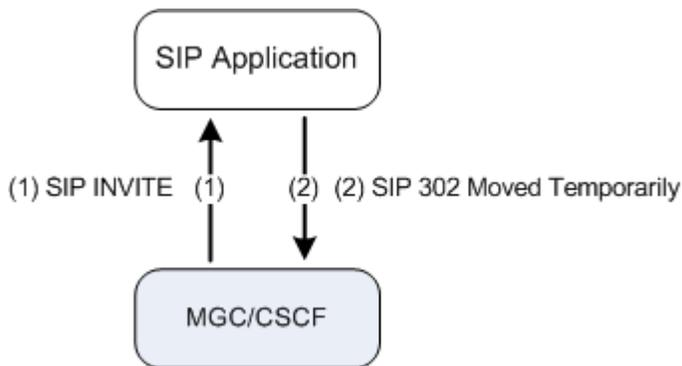 SIP Application
(1) SIP INVITE (1) (2) (2) SIP 302 Moved Temporarily
MGC/CSCF